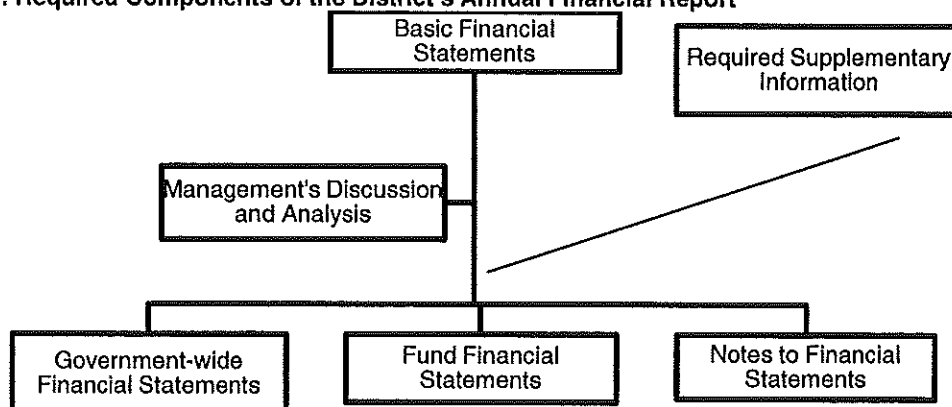 . Required Components of the District's Annual Financial Report
Basic Financial
Statements
Required Supplementary
Information
Management's Discussion
and Analysis
Government-wide
Financial Statements
Fund Financial
Statements
Notes to Financial
Statements